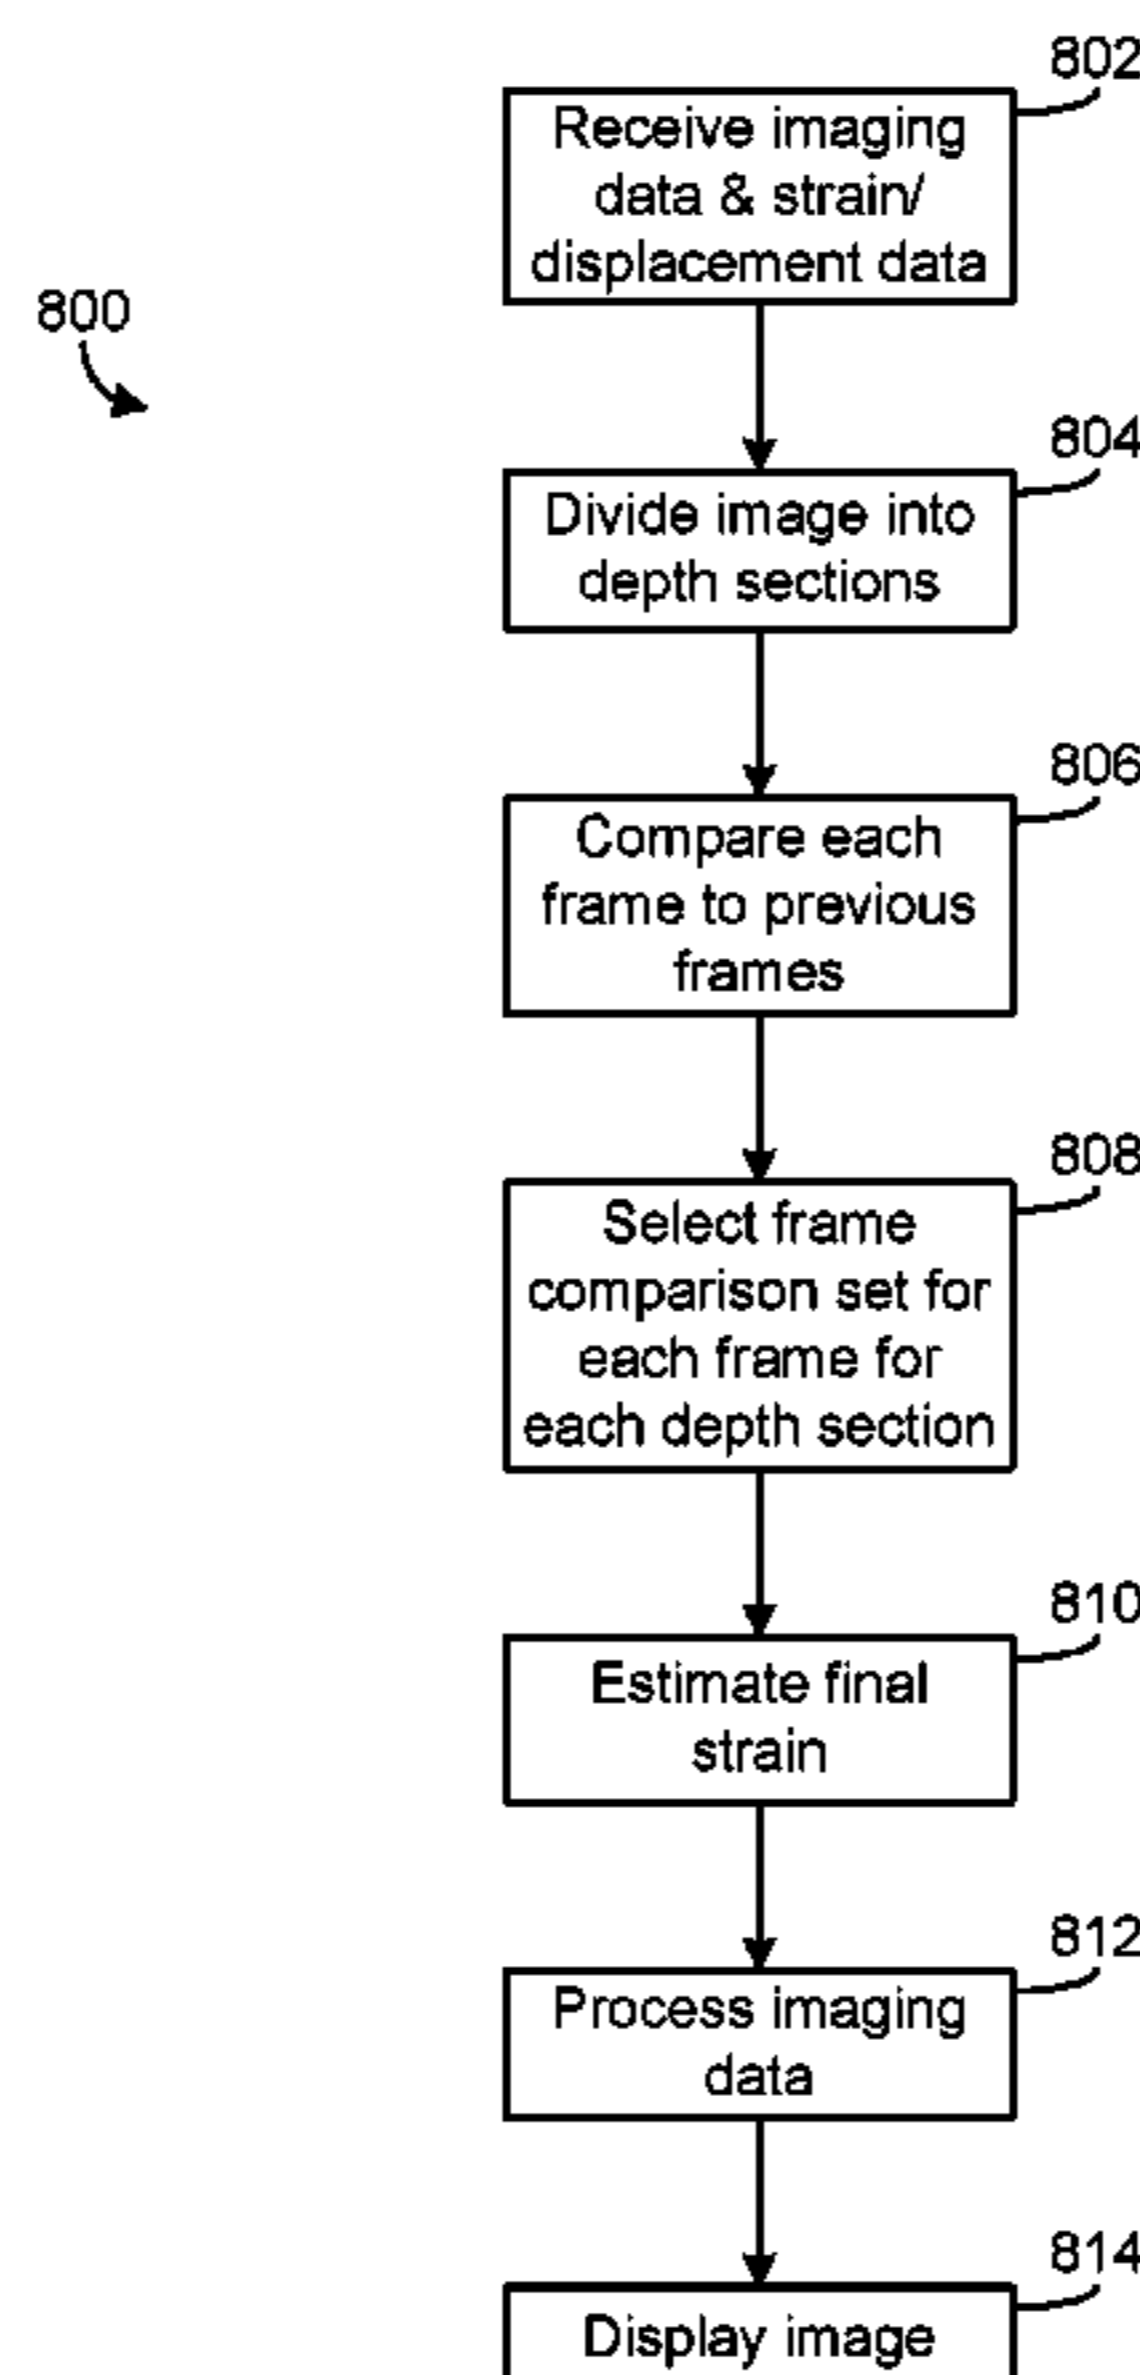 802
Receive imaging
data & strain/
displacement data
800
804
Divide image into
depth sections
806
Compare each
frame to previous
frames
808
Select frame
comparison set for
each frame for
each depth section
810
Estimate final
strain
812
Process imaging
data
814
Display image